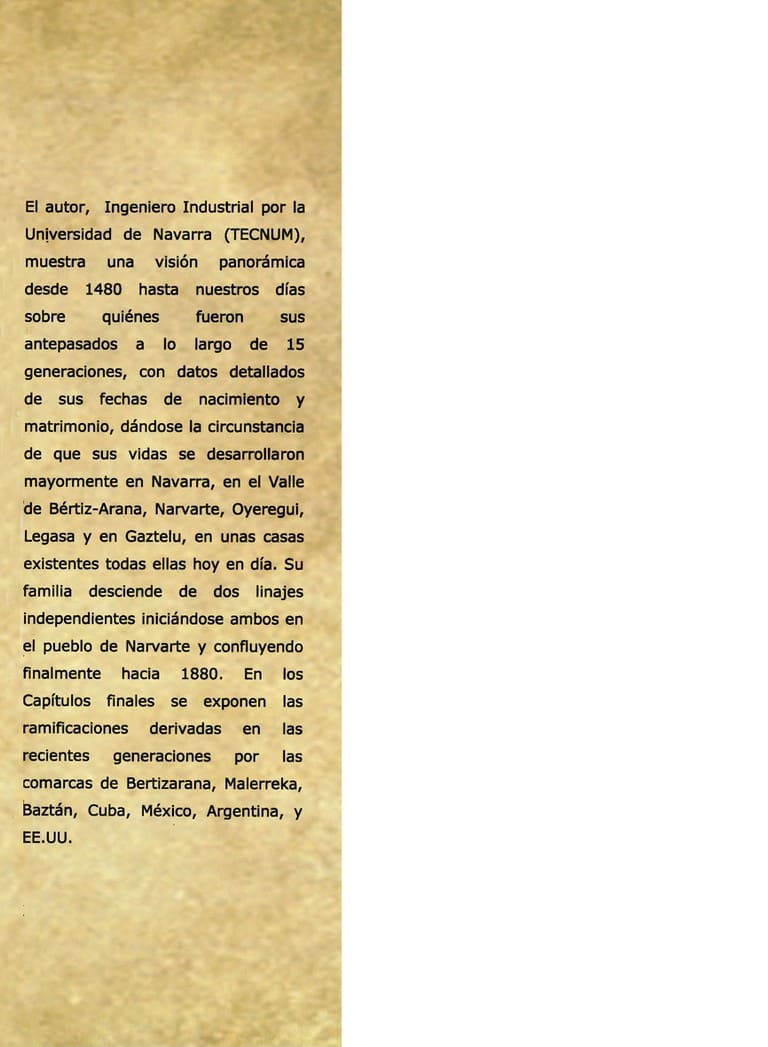 El autor, Ingeniero Industrial por la
Universidad de Navarra (TECNUM),
muestra una visión panorámica
desde 1480 hasta nuestros días
sobre quiénes fueron sus
antepasados a lo largo de 15
generaciones, con datos detallados
de sus fechas de nacimiento y
matrimonio, dándose la circunstancia
de que sus vidas se desarrollaron
mayormente en Navarra, en el Valle
de Bértiz-Arana, Narvarte, Oyeregui,
Legasa y en Gaztelu, en unas casas
existentes todas ellas hoy en día. Su
familia desciende de dos linajes
independientes iniciándose ambos en
el pueblo de Narvarte y confluyendo
finalmente hacia 1880. En los
Capítulos finales se exponen las
ramificaciones derivadas en las
recientes generaciones por las
comarcas de Bertizarana, Malerreka,
Baztán, Cuba, México, Argentina, y
EE.UU.